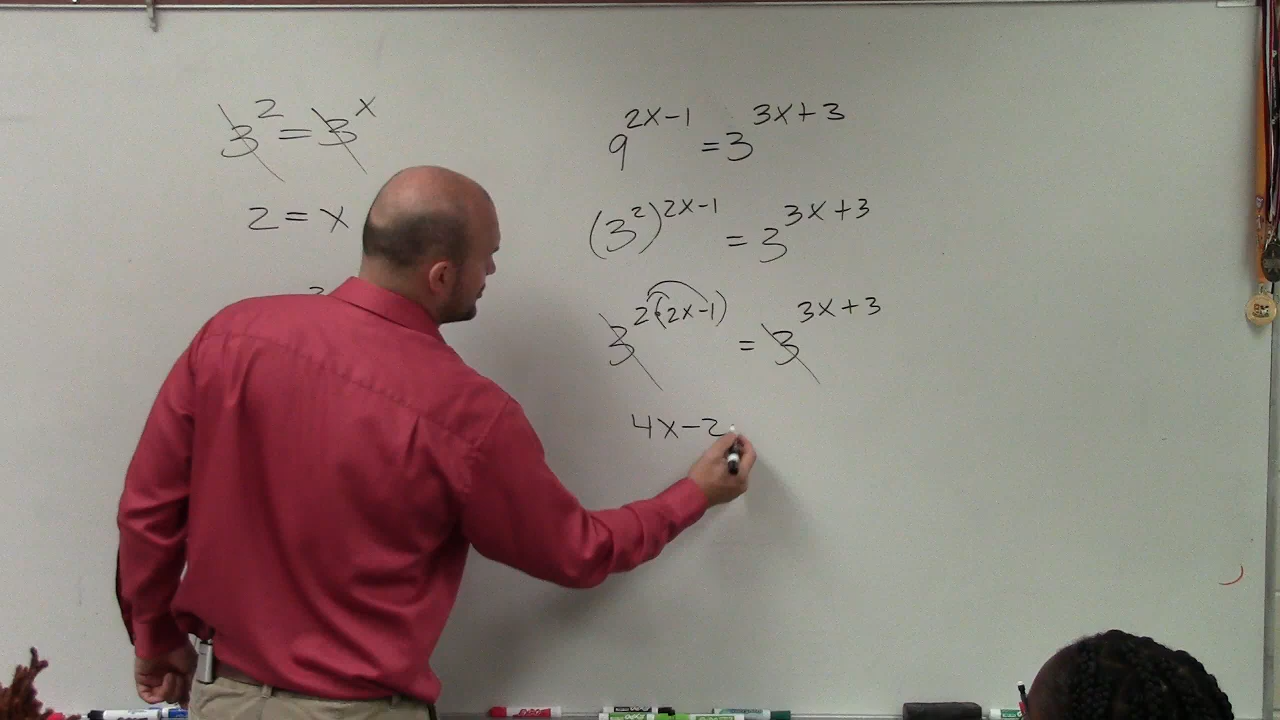 3^2 = 3^x
2 = x
9^{2x-1} = 3^{3x+3}
(3^2)^{2x-1} = 3^{3x+3}
3^{2(2x-1)} = 3^{3x+3}
4x-2